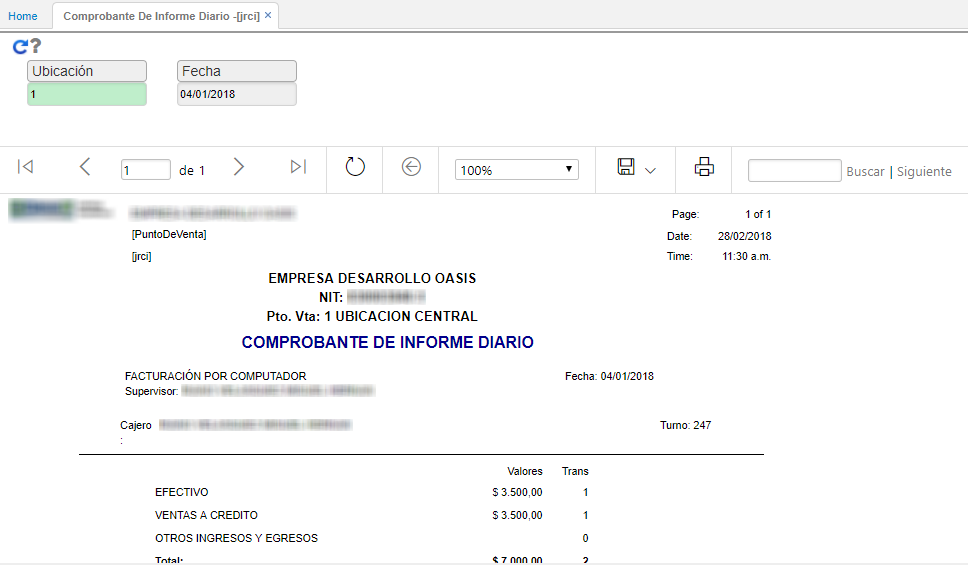 Home Comprobante De Informe Diario -[jrci] ×
?
Ubicación Fecha
1 04/01/2018
1 de 1 100% Buscar | Siguiente
Page: 1 of 1
[PuntoDeVenta] Date: 28/02/2018
[jrci] Time: 11:30 a.m.
EMPRESA DESARROLLO OASIS
NIT:
Pto. Vta: 1 UBICACION CENTRAL
COMPROBANTE DE INFORME DIARIO
FACTURACIÓN POR COMPUTADOR Fecha: 04/01/2018
Supervisor:
Cajero Turno: 247
:
Valores Trans
EFECTIVO $ 3.500,00 1
VENTAS A CREDITO $ 3.500,00 1
OTROS INGRESOS Y EGRESOS 0
Total: $ 7.000,00 2